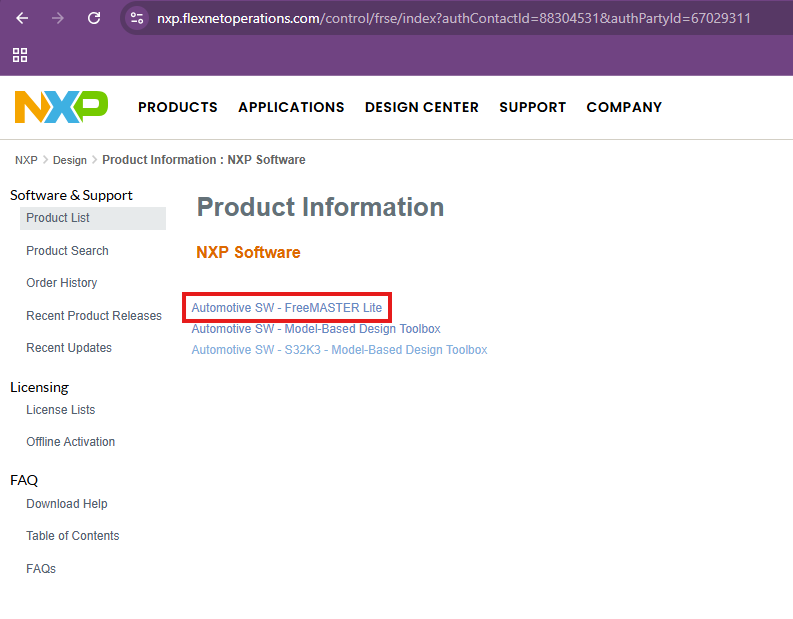 nxp.flexnetoperations.com/control/frse/index?authContactId=88304531&authPartyId=67029311
NXP
PRODUCTS APPLICATIONS DESIGN CENTER SUPPORT COMPANY
NXP > Design > Product Information : NXP Software
Software & Support
Product List
Product Search
Order History
Recent Product Releases
Recent Updates
Licensing
License Lists
Offline Activation
FAQ
Download Help
Table of Contents
FAQs
Product Information
NXP Software
Automotive SW - FreeMASTER Lite
Automotive SW - Model-Based Design Toolbox
Automotive SW - S32K3 - Model-Based Design Toolbox